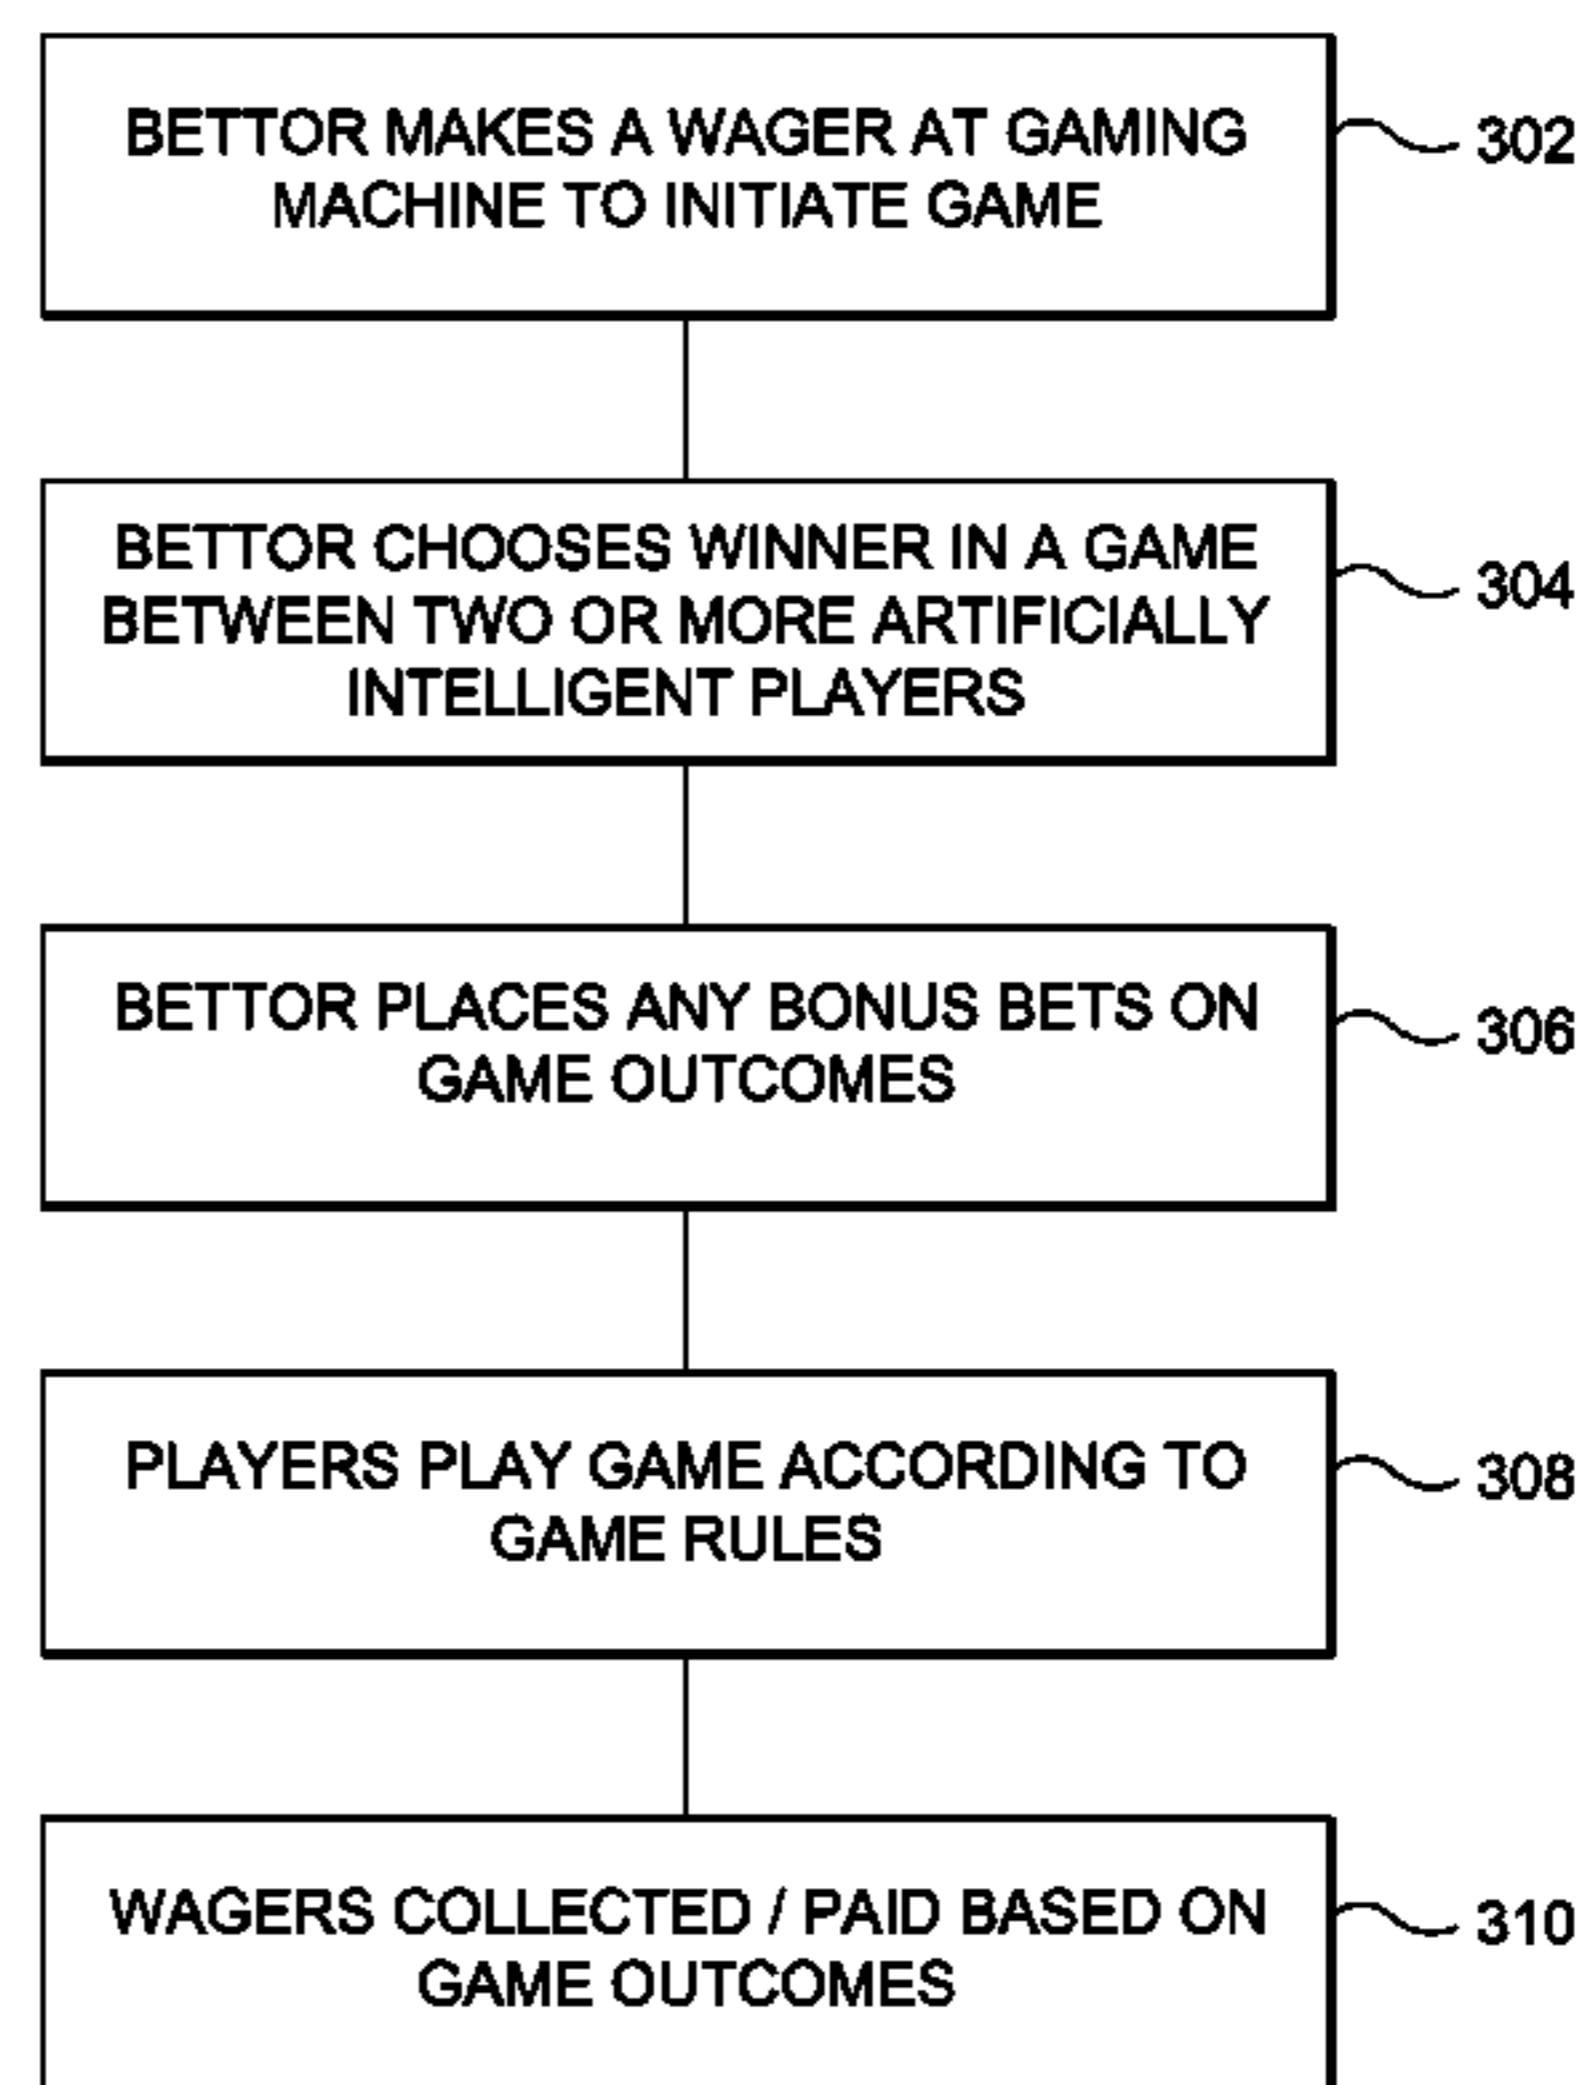 BETTOR MAKES A WAGER AT GAMING
MACHINE TO INITIATE GAME
302
BETTOR CHOOSES WINNER IN A GAME
BETWEEN TWO OR MORE ARTIFICIALLY
INTELLIGENT PLAYERS
304
BETTOR PLACES ANY BONUS BETS ON
GAME OUTCOMES
306
PLAYERS PLAY GAME ACCORDING TO
GAME RULES
308
WAGERS COLLECTED / PAID BASED ON
GAME OUTCOMES
310